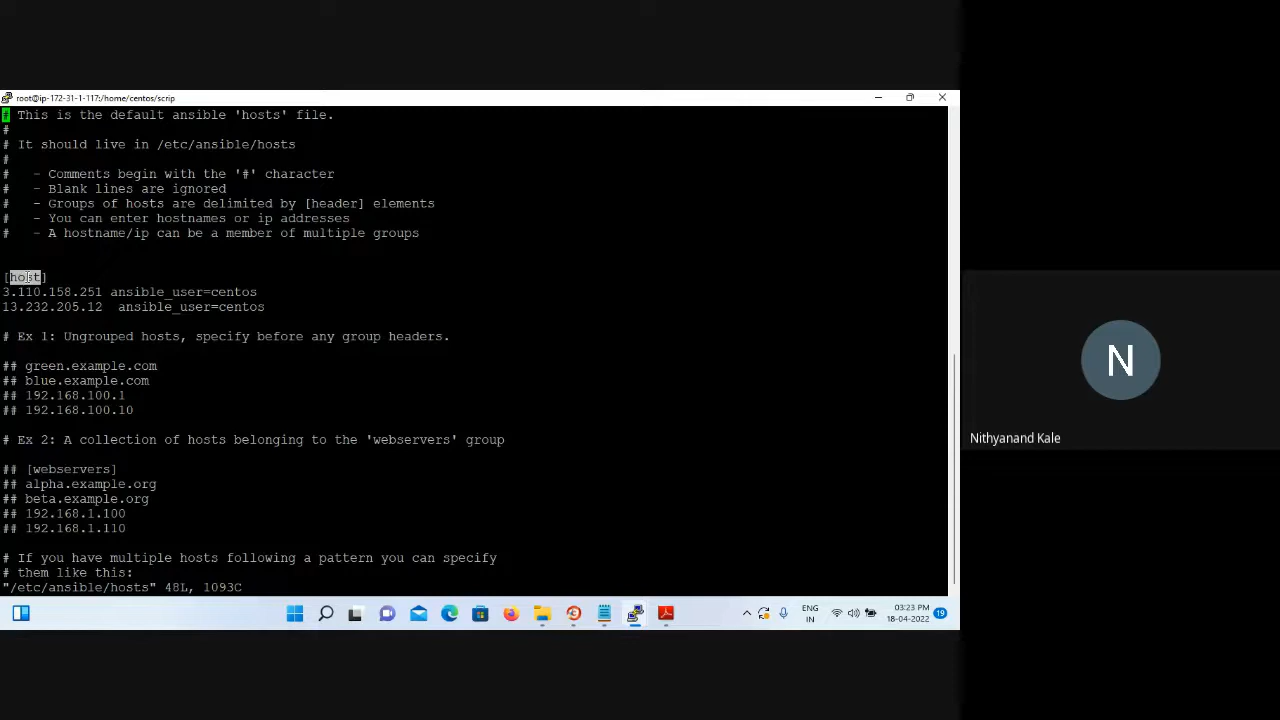 root@ip-172-31-1-117:/home/centos/scrip
# This is the default ansible 'hosts' file.
#
# It should live in /etc/ansible/hosts
#
#   - Comments begin with the '#' character
#   - Blank lines are ignored
#   - Groups of hosts are delimited by [header] elements
#   - You can enter hostnames or ip addresses
#   - A hostname/ip can be a member of multiple groups
[host]
3.110.158.251 ansible_user=centos
13.232.205.12  ansible_user=centos
# Ex 1: Ungrouped hosts, specify before any group headers.
## green.example.com
## blue.example.com
## 192.168.100.1
## 192.168.100.10
# Ex 2: A collection of hosts belonging to the 'webservers' group
## [webservers]
## alpha.example.org
## beta.example.org
## 192.168.1.100
## 192.168.1.110
# If you have multiple hosts following a pattern you can specify
# them like this:
"/etc/ansible/hosts" 48L, 1093C
ENG
IN
03:23 PM
18-04-2022
19
N
Nithyanand Kale